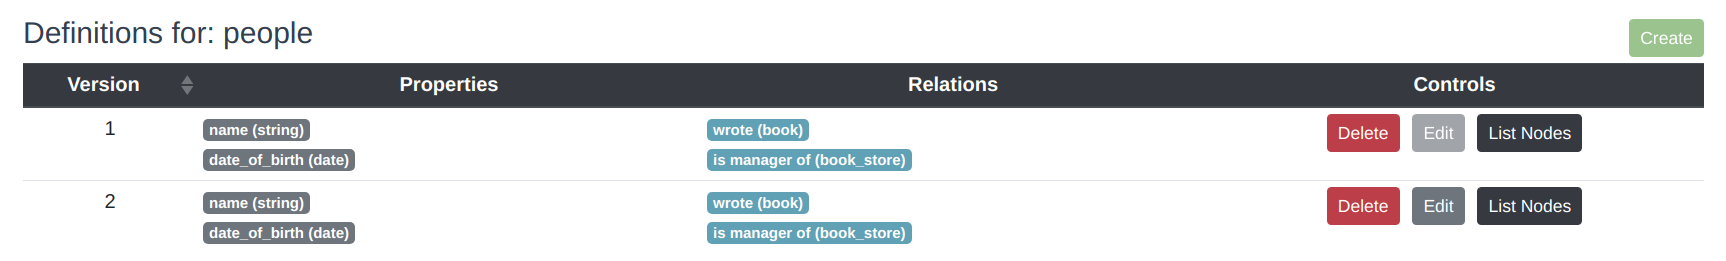 Definitions for: people
Create
Version Properties Relations Controls
1 name (string) wrote (book) Delete Edit List Nodes
date_of_birth (date) is manager of (book_store)
2 name (string) wrote (book) Delete Edit List Nodes
date_of_birth (date) is manager of (book_store)